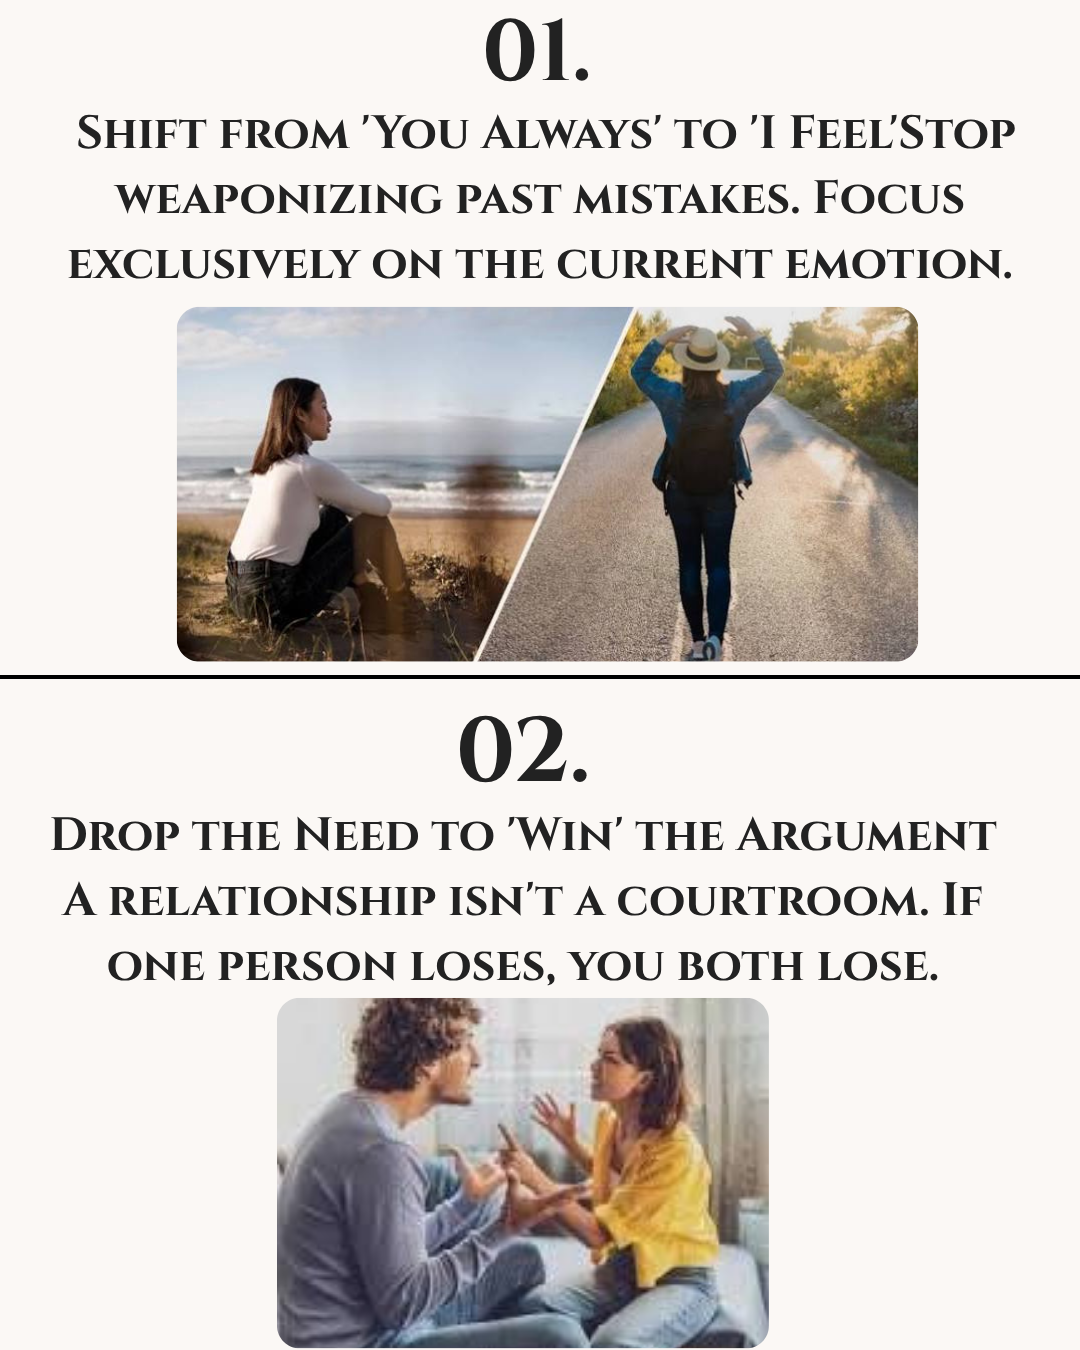 01.
Shift from 'You Always' to 'I Feel'Stop
weaponizing past mistakes. Focus
exclusively on the current emotion.
02.
Drop the Need to 'Win' the Argument
A relationship isn't a courtroom. If
one person loses, you both lose.